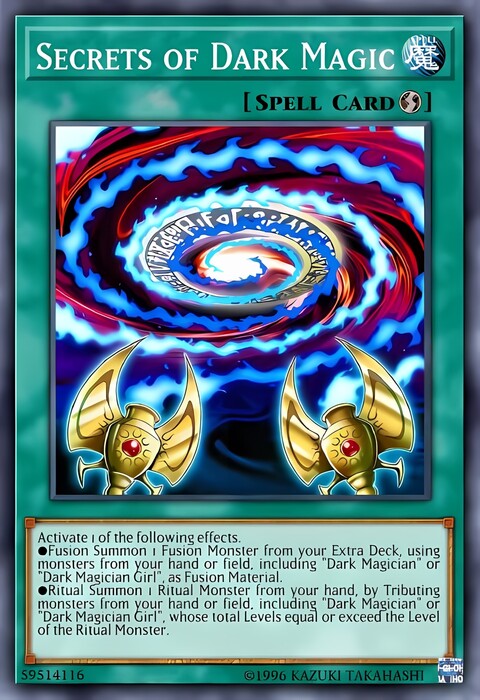 SECRETS OF DARK MAGIC 魔
[SPELL CARD]
Activate 1 of the following effects.
●Fusion Summon 1 Fusion Monster from your Extra Deck, using
monsters from your hand or field, including "Dark Magician" or
"Dark Magician Girl", as Fusion Material.
●Ritual Summon 1 Ritual Monster from your hand, by Tributing
monsters from your hand or field, including "Dark Magician" or
"Dark Magician Girl", whose total Levels equal or exceed the Level
of the Ritual Monster.
59514116
©1996 KAZUKI TAKAHASHI